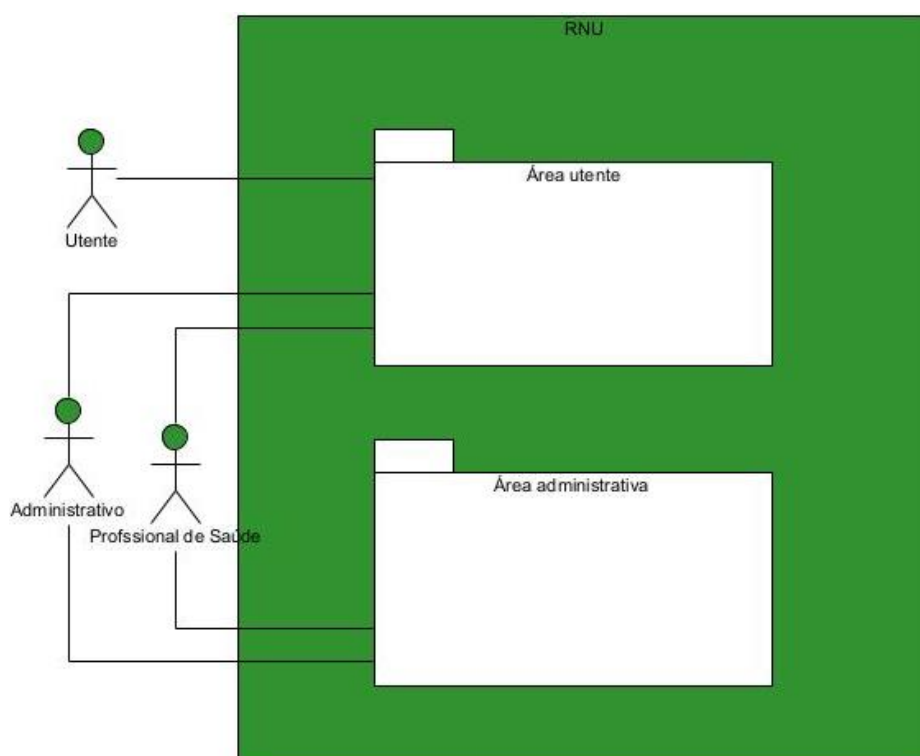 RNU
Área utente
Utente
Área administrativa
Administrativo
Profssional de Saúde